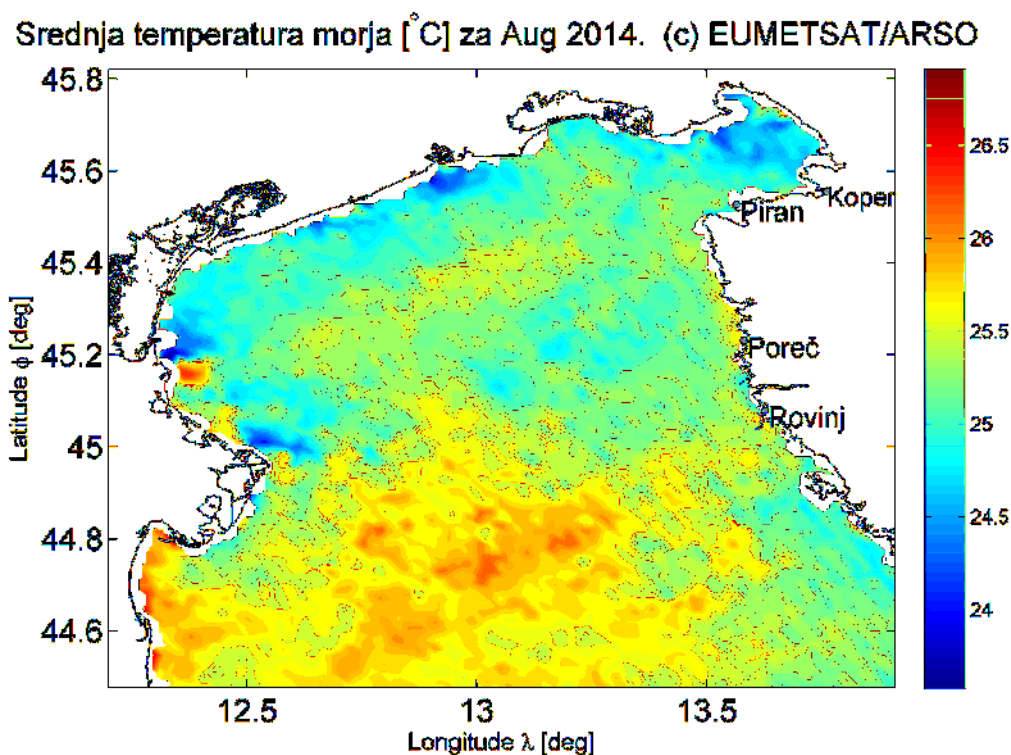 Srednja temperatura morja [°C] za Aug 2014. (c) EUMETSAT/ARSO
45.8
45.6
45.4
45.2
45
44.8
44.6
Latitude ϕ [deg]
12.5
13
13.5
Longitude λ [deg]
Koper
Piran
Poreč
Rovinj
26.5
26
25.5
25
24.5
24